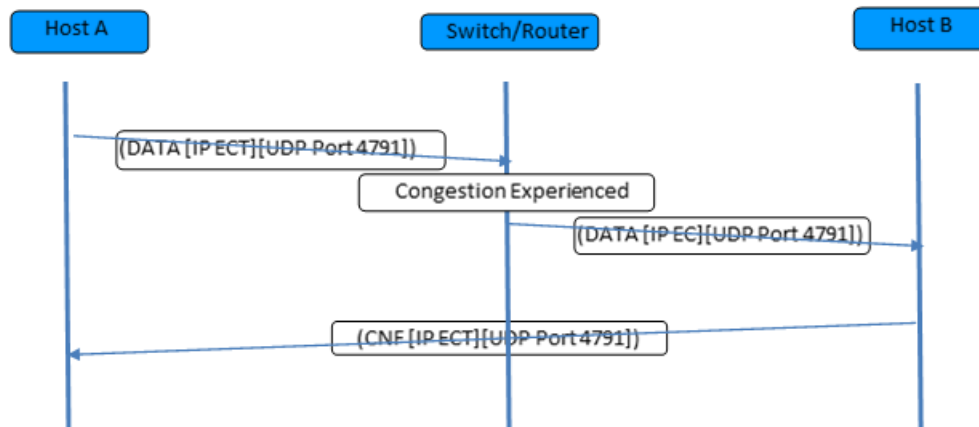 Host A
Switch/Router
Host B
(DATA [IP ECT][UDP Port 4791])
Congestion Experienced
(DATA [IP EC][UDP Port 4791])
(CNF [IP ECT][UDP Port 4791])